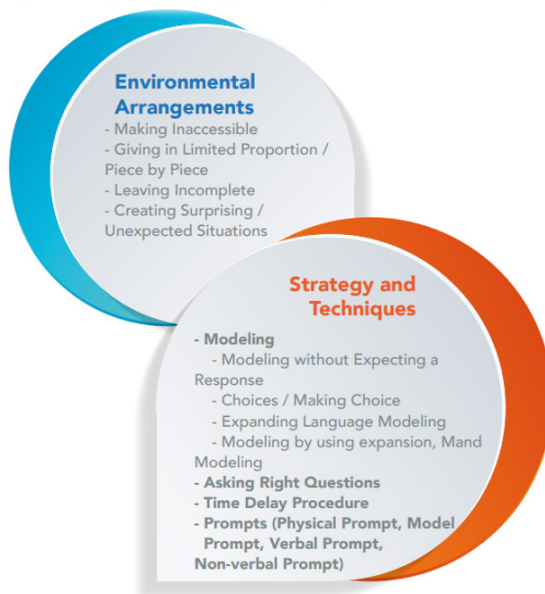 Environmental
Arrangements
- Making Inaccessible
- Giving in Limited Proportion /
Piece by Piece
- Leaving Incomplete
- Creating Surprising /
Unexpected Situations
Strategy and
Techniques
- Modeling
- Modeling without Expecting a
Response
- Choices / Making Choice
- Expanding Language Modeling
- Modeling by using expansion, Mand
Modeling
- Asking Right Questions
- Time Delay Procedure
- Prompts (Physical Prompt, Model
Prompt, Verbal Prompt,
Non-verbal Prompt)